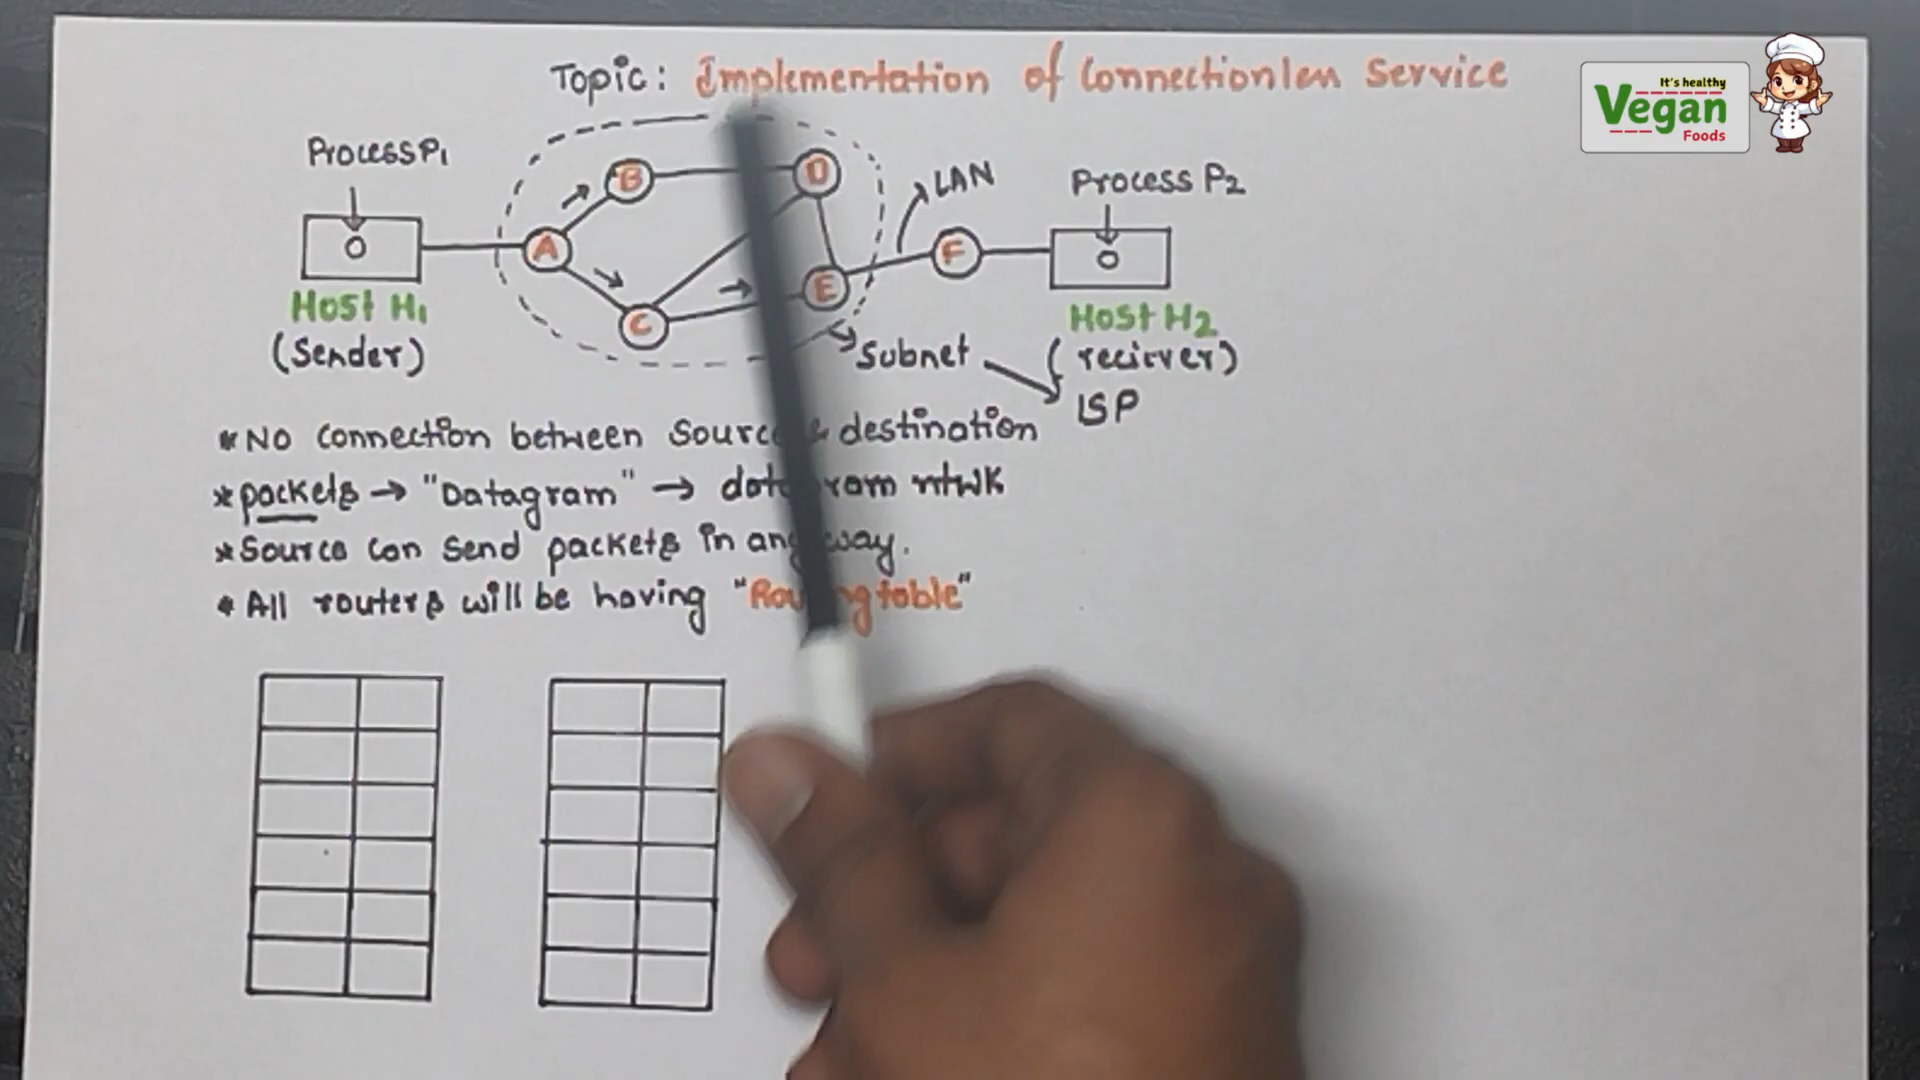 Topic: Implementation of Connectionless Service
It's healthy
Vegan
Foods
Process P1
B
D
LAN
Process P2
A
F
E
C
Host H1
(Sender)
Host H2
(reciever)
Subnet
ISP
*No connection between Source & destination
*packets → "Datagram" → datagram ntwk
*Source can send packets in any way.
*All routers will be having "Routing table"